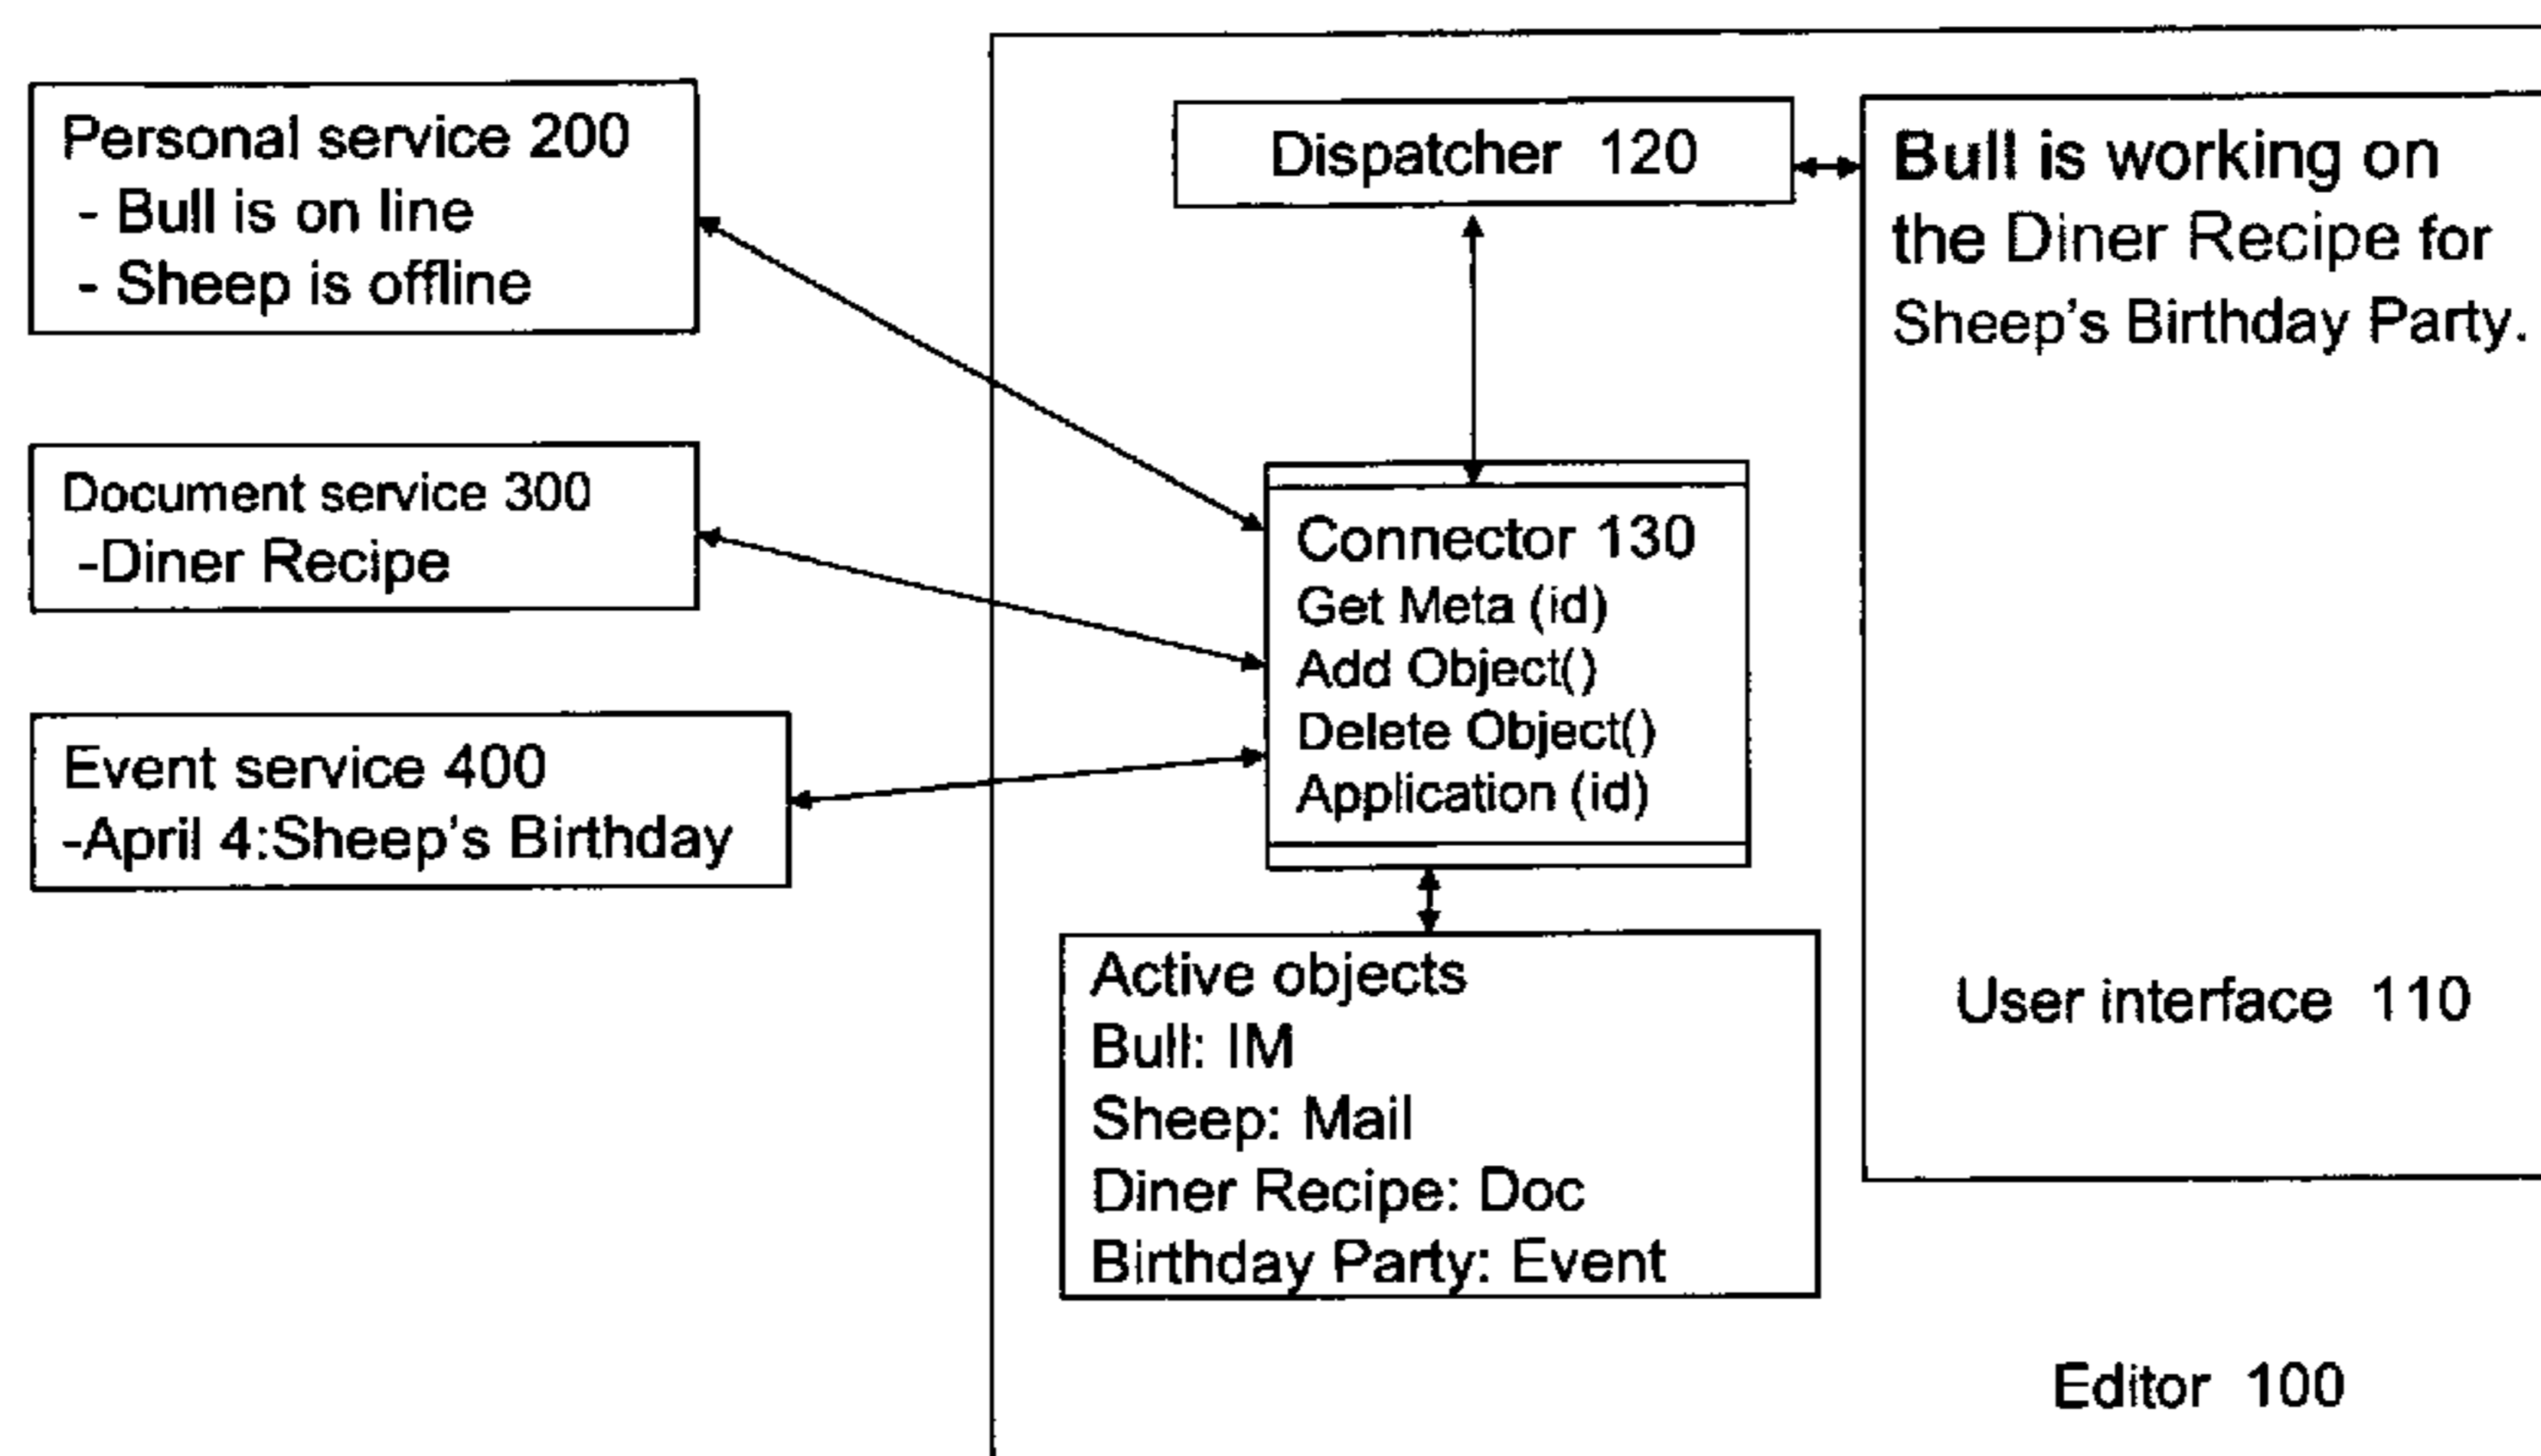 Personal service 200
- Bull is on line
- Sheep is offline
Document service 300
-Diner Recipe
Event service 400
-April 4:Sheep's Birthday
Dispatcher 120
Connector 130
Get Meta (id)
Add Object()
Delete Object()
Application (id)
Active objects
Bull: IM
Sheep: Mail
Diner Recipe: Doc
Birthday Party: Event
Bull is working on
the Diner Recipe for
Sheep's Birthday Party.
User interface 110
Editor 100